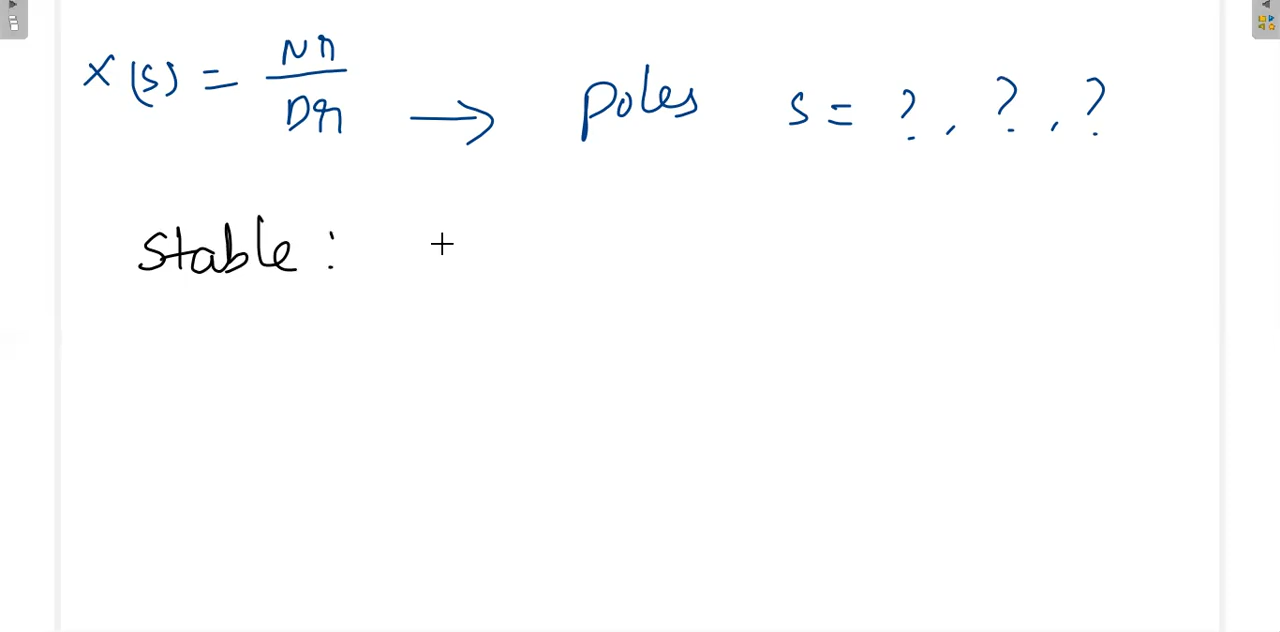 X(s) = Nr / Dr → Poles s = ?, ?, ?
Stable :